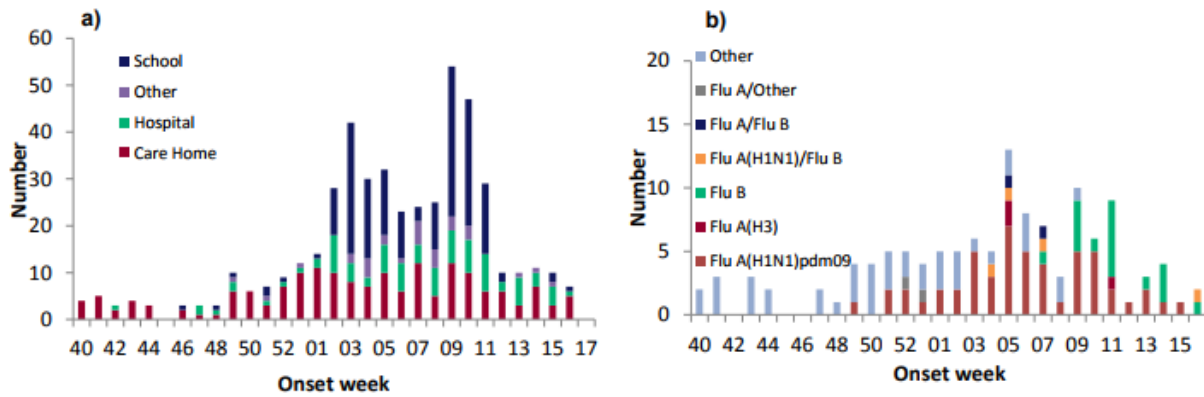 a)
60
50
40
30
20
10
0
Number
School
Other
Hospital
Care Home
40 42 44 46 48 50 52 01 03 05 07 09 11 13 15 17
Onset week
b)
20
15
10
5
0
Number
Other
Flu A/Other
Flu A/Flu B
Flu A(H1N1)/Flu B
Flu B
Flu A(H3)
Flu A(H1N1)pdm09
40 42 44 46 48 50 52 01 03 05 07 09 11 13 15
Onset week